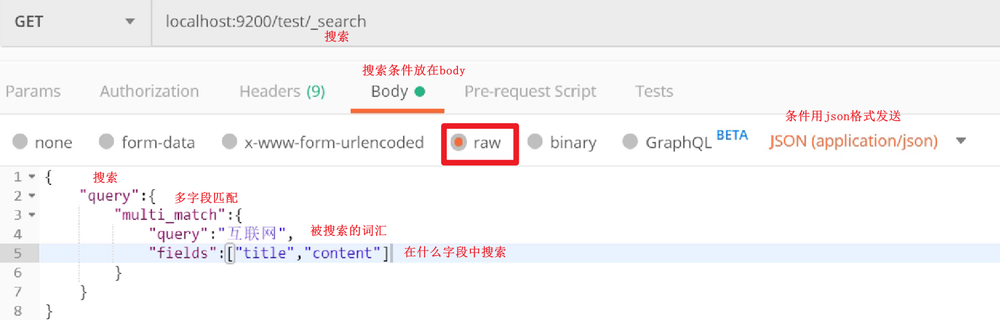 GET localhost:9200/test/_search
搜索
搜索条件放在body
Params Authorization Headers (9) Body Pre-request Script Tests
条件用json格式发送
none form-data x-www-form-urlencoded raw binary GraphQL BETA JSON (application/json)
1 { 搜索
2 "query":{ 多字段匹配
3 "multi_match":{
4 "query":"互联网", 被搜索的词汇
5 "fields":["title","content"] 在什么字段中搜索
6 }
7 }
8 }